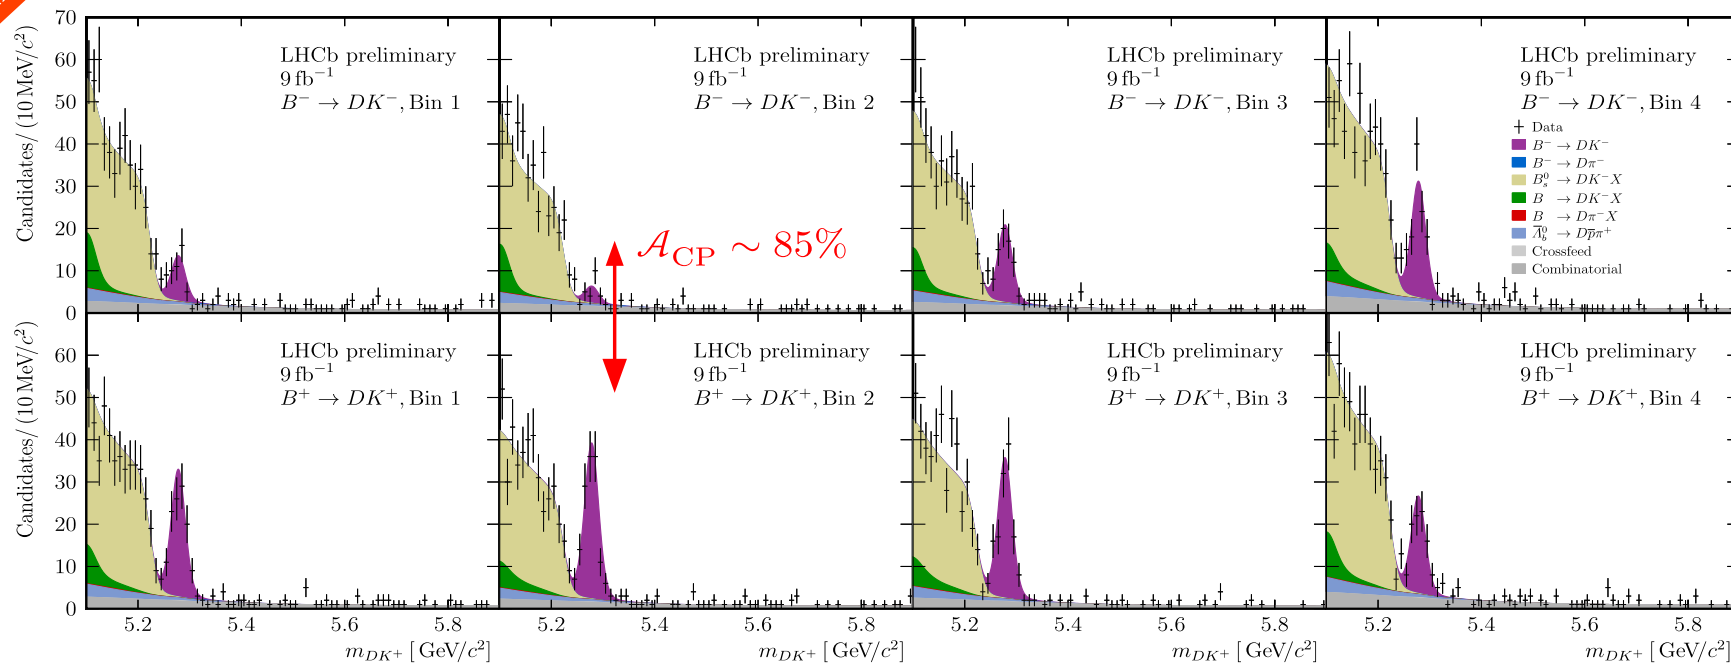 70
60
50
40
30
20
10
0
Candidates/(10 MeV/c²)
LHCb preliminary
9 fb⁻¹
B⁻ → DK⁻, Bin 1
LHCb preliminary
9 fb⁻¹
B⁻ → DK⁻, Bin 2
𝒜CP ∼ 85%
LHCb preliminary
9 fb⁻¹
B⁻ → DK⁻, Bin 3
LHCb preliminary
9 fb⁻¹
B⁻ → DK⁻, Bin 4
Data
B⁻ → DK⁻
B⁻ → Dπ⁻
B⁰ₛ → DK⁻X
B → DK⁻X
B → Dπ⁻X
Λ̅⁰_b → Dp̅π⁺
Crossfeed
Combinatorial
60
50
40
30
20
10
0
Candidates/(10 MeV/c²)
LHCb preliminary
9 fb⁻¹
B⁺ → DK⁺, Bin 1
LHCb preliminary
9 fb⁻¹
B⁺ → DK⁺, Bin 2
LHCb preliminary
9 fb⁻¹
B⁺ → DK⁺, Bin 3
LHCb preliminary
9 fb⁻¹
B⁺ → DK⁺, Bin 4
5.2 5.4 5.6 5.8
5.2 5.4 5.6 5.8
5.2 5.4 5.6 5.8
5.2 5.4 5.6 5.8
m_DK⁺ [GeV/c²]
m_DK⁺ [GeV/c²]
m_DK⁺ [GeV/c²]
m_DK⁺ [GeV/c²]